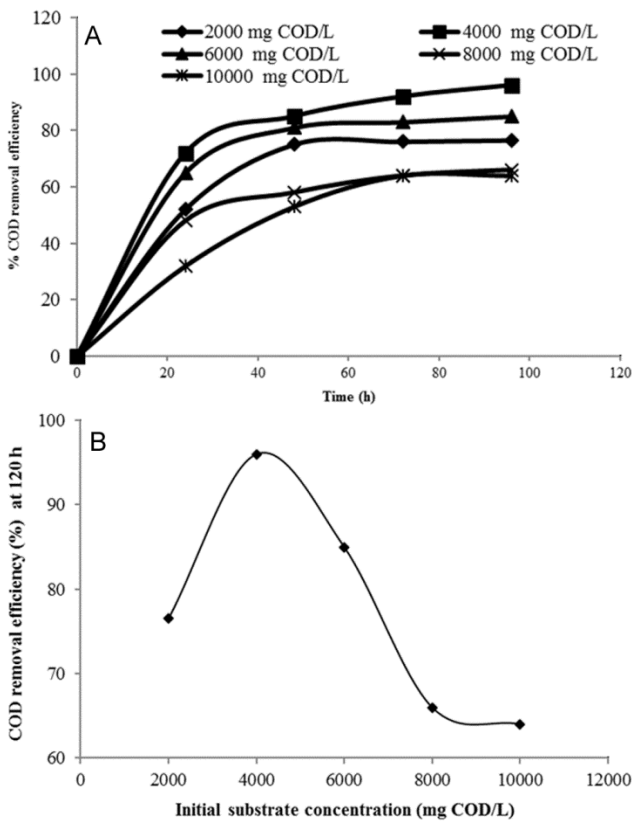 A
2000 mg COD/L
4000 mg COD/L
6000 mg COD/L
8000 mg COD/L
10000 mg COD/L
120
100
80
60
40
20
0
% COD removal efficiency
0 20 40 60 80 100 120
Time (h)
B
100
90
80
70
60
COD removal efficiency (%) at 120 h
0 2000 4000 6000 8000 10000 12000
Initial substrate concentration (mg COD/L)